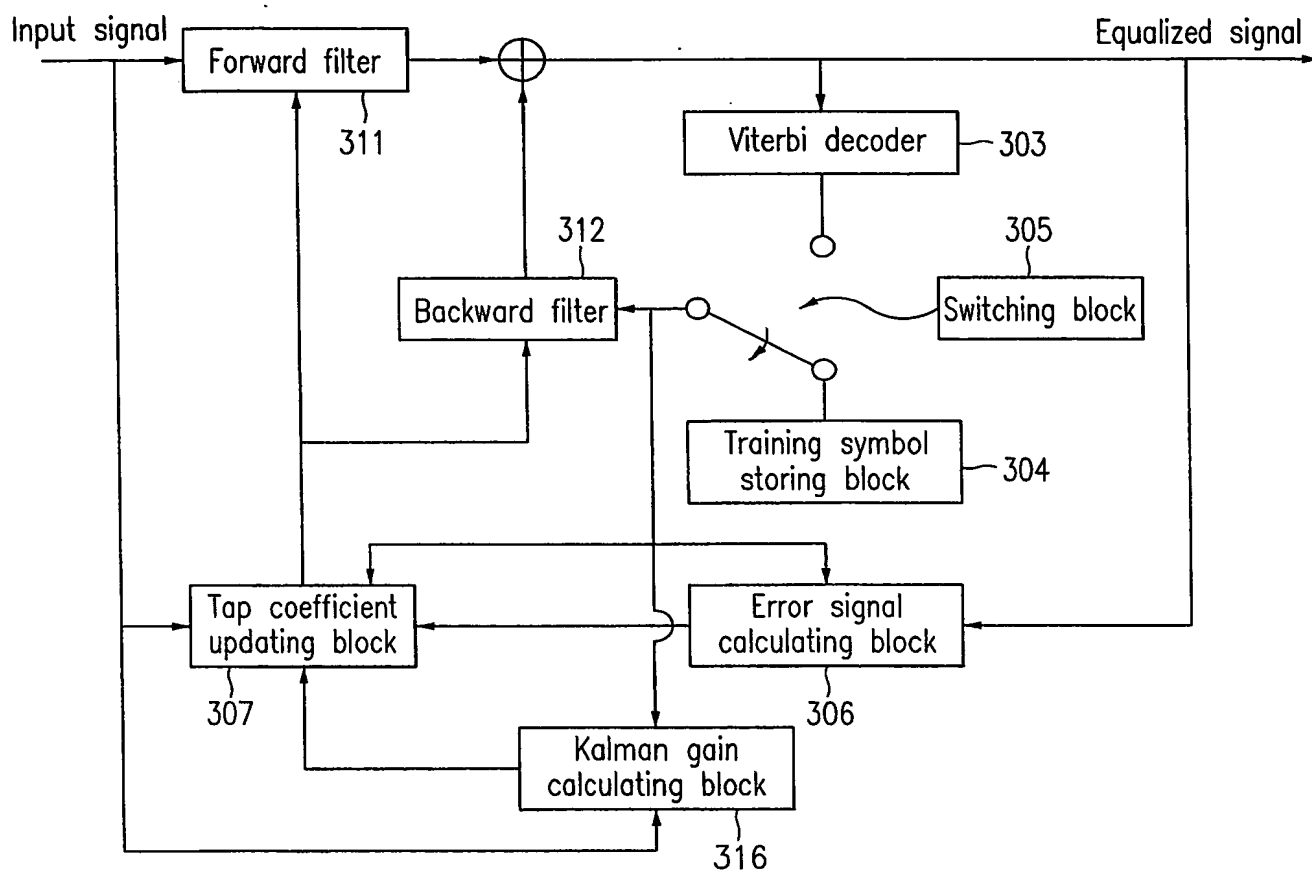 Input signal
Equalized signal
Forward filter
311
Viterbi decoder
303
312
305
Backward filter
Switching block
Training symbol
storing block
304
Tap coefficient
updating block
307
Error signal
calculating block
306
Kalman gain
calculating block
316